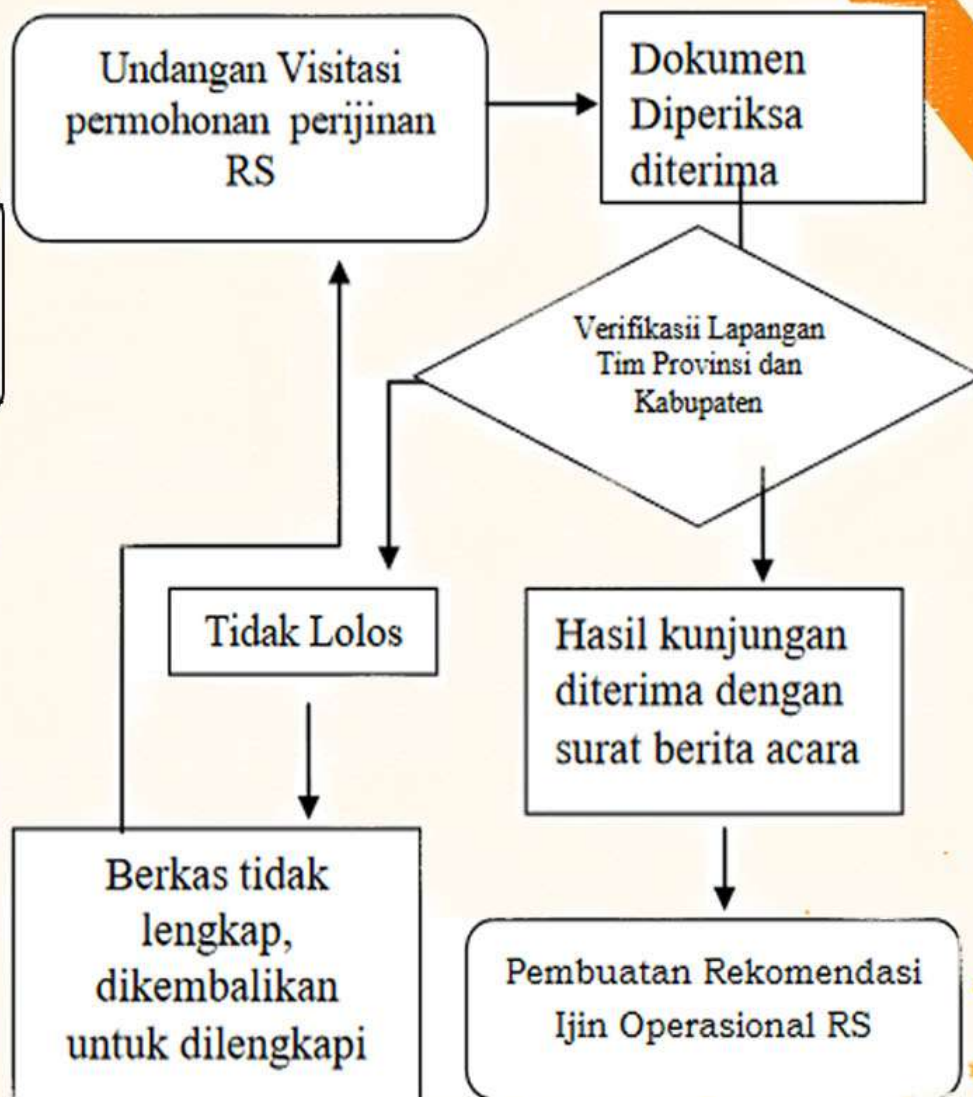 Undangan Visitasi
permohonan perijinan
RS
Dokumen
Diperiksa
diterima
Verifikasii Lapangan
Tim Provinsi dan
Kabupaten
Tidak Lolos
Hasil kunjungan
diterima dengan
surat berita acara
Berkas tidak
lengkap,
dikembalikan
untuk dilengkapi
Pembuatan Rekomendasi
Ijin Operasional RS